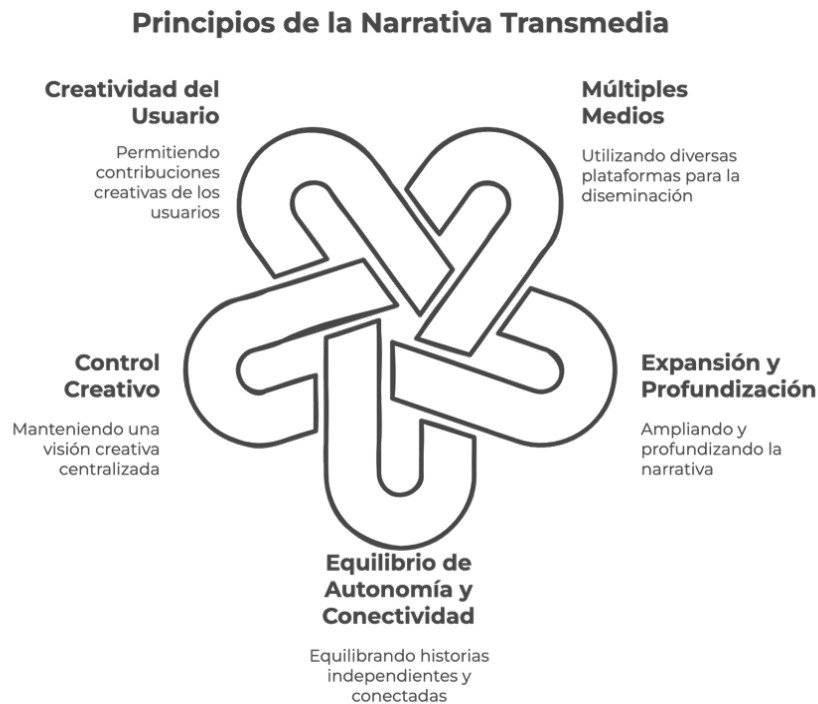 Principios de la Narrativa Transmedia
Creatividad del
Usuario
Permitiendo
contribuciones
creativas de los
usuarios
Múltiples
Medios
Utilizando diversas
plataformas para la
diseminación
Control
Creativo
Manteniendo una
visión creativa
centralizada
Expansión y
Profundización
Ampliando y
profundizando la
narrativa
Equilibrio de
Autonomía y
Conectividad
Equilibrando historias
independientes y
conectadas